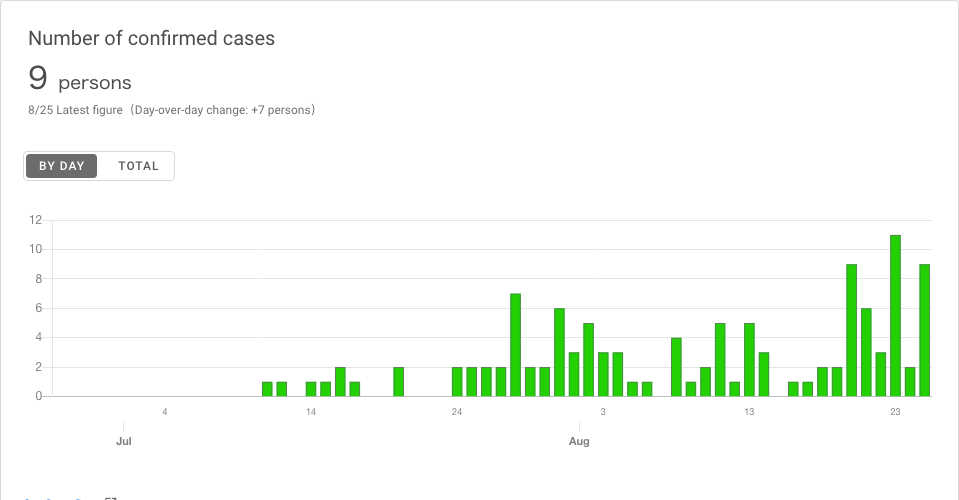 Number of confirmed cases
9 persons
8/25 Latest figure（Day-over-day change: +7 persons）
BY DAY TOTAL
12
10
8
6
4
2
0
4 14 24 3 13 23
Jul Aug